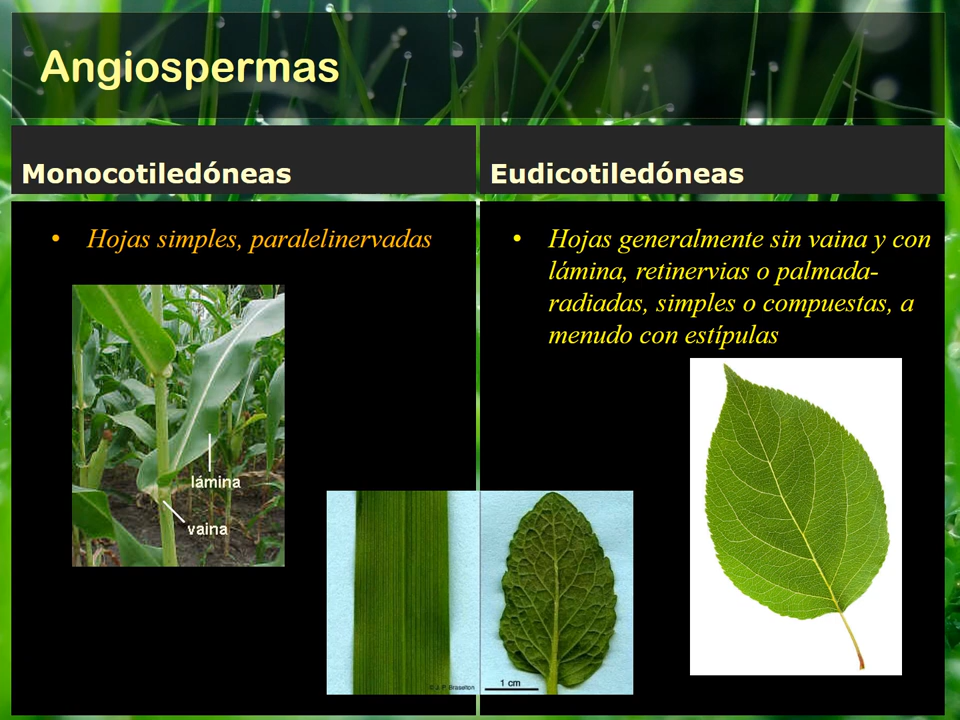 Angiospermas
Monocotiledóneas
Eudicotiledóneas
• Hojas simples, paralelinervadas
• Hojas generalmente sin vaina y con
lámina, retinervias o palmada-
radiadas, simples o compuestas, a
menudo con estípulas
lámina
vaina
© J. P. Braselton
1 cm